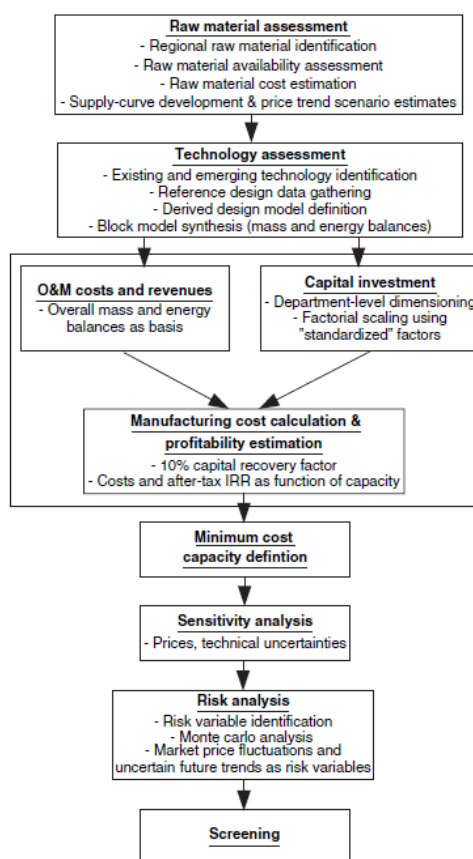 Raw material assessment
- Regional raw material identification
- Raw material availability assessment
- Raw material cost estimation
- Supply-curve development & price trend scenario estimates
Technology assessment
- Existing and emerging technology identification
- Reference design data gathering
- Derived design model definition
- Block model synthesis (mass and energy balances)
O&M costs and revenues
- Overall mass and energy
balances as basis
Capital investment
- Department-level dimensioning
- Factorial scaling using
"standardized" factors
Manufacturing cost calculation &
profitability estimation
- 10% capital recovery factor
- Costs and after-tax IRR as function of capacity
Minimum cost
capacity defintion
Sensitivity analysis
- Prices, technical uncertainties
Risk analysis
- Risk variable identification
- Monte carlo analysis
- Market price fluctuations and
uncertain future trends as risk variables
Screening